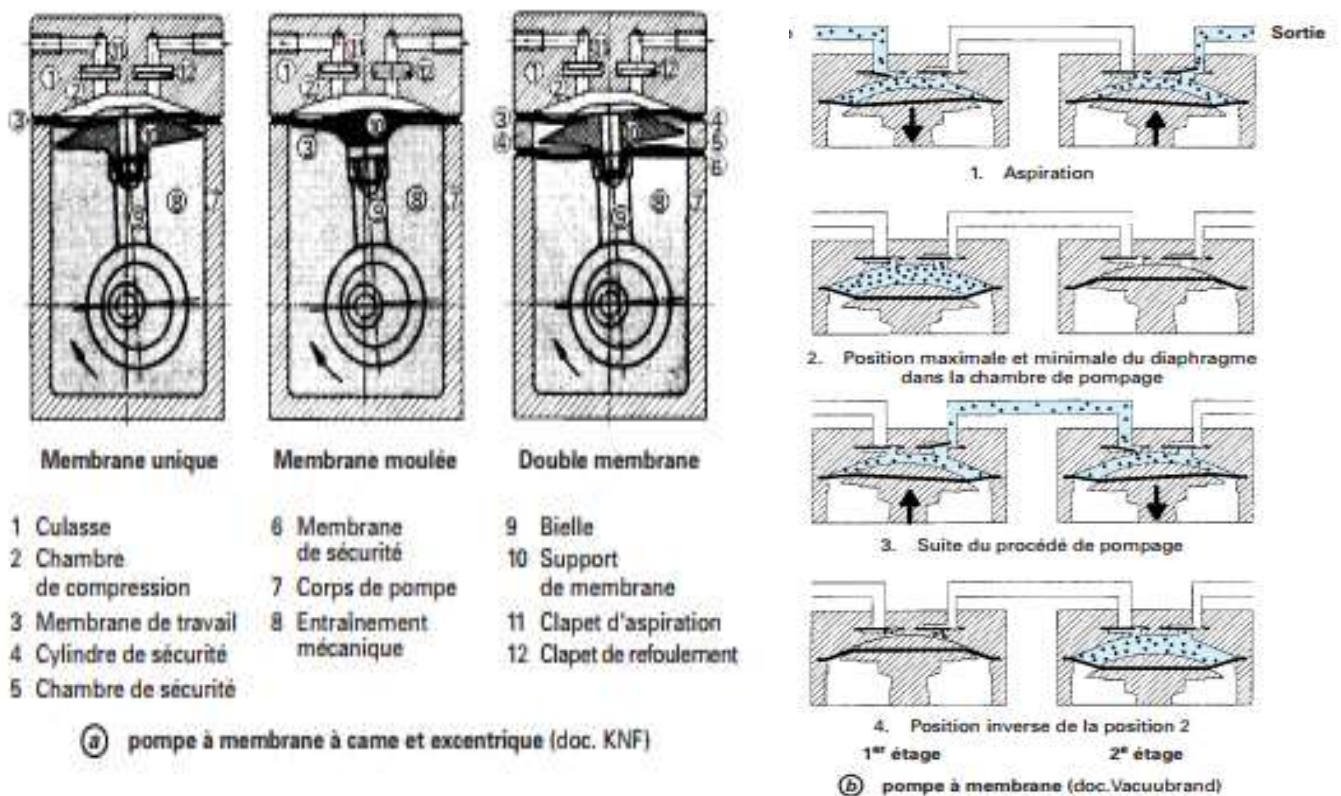 Membrane unique
Membrane moulée
Double membrane
1 Culasse
2 Chambre
de compression
3 Membrane de travail
4 Cylindre de sécurité
5 Chambre de sécurité
6 Membrane
de sécurité
7 Corps de pompe
8 Entraînement
mécanique
9 Bielle
10 Support
de membrane
11 Clapet d'aspiration
12 Clapet de refoulement
a pompe à membrane à came et excentrique (doc. KNF)
Sortie
1. Aspiration
2. Position maximale et minimale du diaphragme
dans la chambre de pompage
3. Suite du procédé de pompage
4. Position inverse de la position 2
1er étage
2e étage
b pompe à membrane (doc.Vacuubrand)